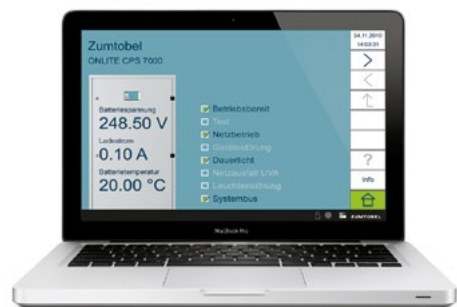 Zumtobel
ONLITE CPS 7000
24.11.2010
14:03:31
Batteriespannung
248.50 V
Ladestrom
-0.10 A
Batterietemperatur
20.00 °C
Betriebsbereit
Test
Netzbetrieb
Gerätestörung
Dauerlicht
Netzausfall UVA
Leuchtenstörung
Systembus
?
Info
ZUMTOBEL
MacBook Pro